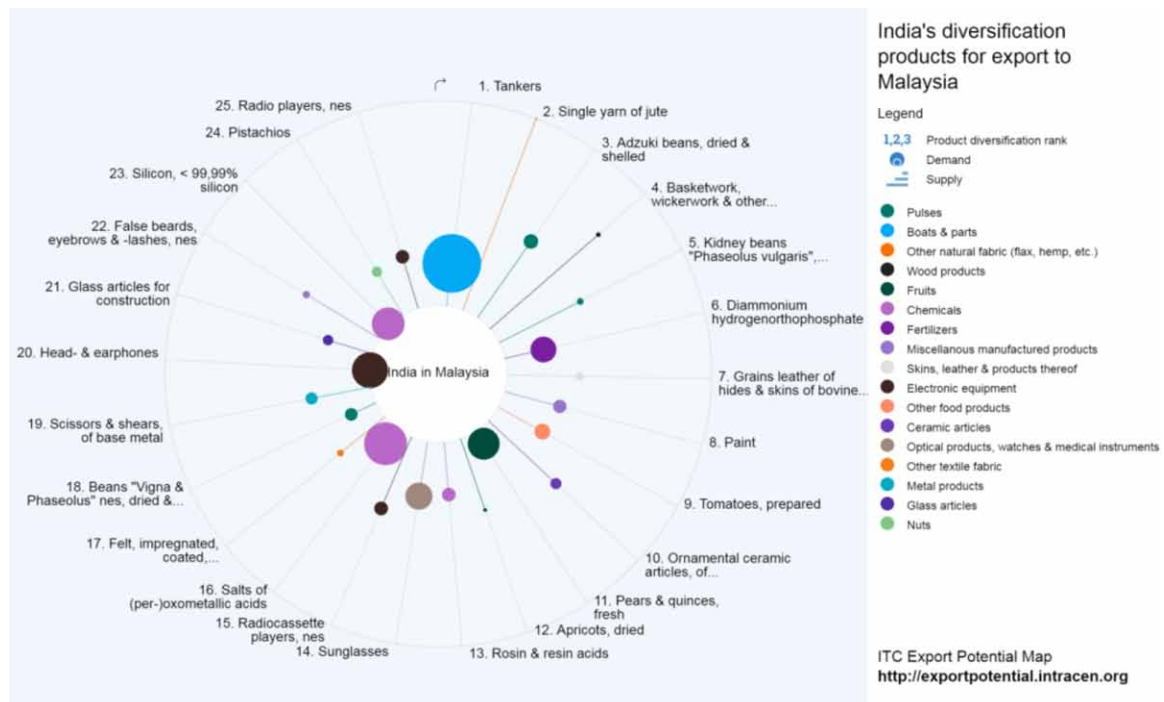 India's diversification
products for export to
Malaysia
Legend
1,2,3 Product diversification rank
Demand
Supply
Pulses
Boats & parts
Other natural fabric (flax, hemp, etc.)
Wood products
Fruits
Chemicals
Fertilizers
Miscellanous manufactured products
Skins, leather & products thereof
Electronic equipment
Other food products
Ceramic articles
Optical products, watches & medical instruments
Other textile fabric
Metal products
Glass articles
Nuts
ITC Export Potential Map
http://exportpotential.intracen.org
India in Malaysia
1. Tankers
2. Single yarn of jute
3. Adzuki beans, dried &
shelled
4. Basketwork,
wickerwork & other...
5. Kidney beans
"Phaseolus vulgaris",...
6. Diammonium
hydrogenorthophosphate
7. Grains leather of
hides & skins of bovine...
8. Paint
9. Tomatoes, prepared
10. Ornamental ceramic
articles, of...
11. Pears & quinces,
fresh
12. Apricots, dried
13. Rosin & resin acids
14. Sunglasses
15. Radiocassette
players, nes
16. Salts of
(per-)oxometallic acids
17. Felt, impregnated,
coated,...
18. Beans "Vigna &
Phaseolus" nes, dried &...
19. Scissors & shears,
of base metal
20. Head- & earphones
21. Glass articles for
construction
22. False beards,
eyebrows & -lashes, nes
23. Silicon, < 99,99%
silicon
24. Pistachios
25. Radio players, nes